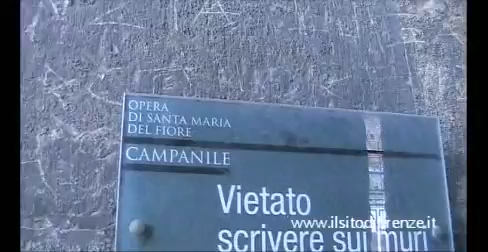 OPERA
DI SANTA MARIA
DEL FIORE
CAMPANILE
Vietato
www.ilsitodifirenze.it
scrivere sui muri